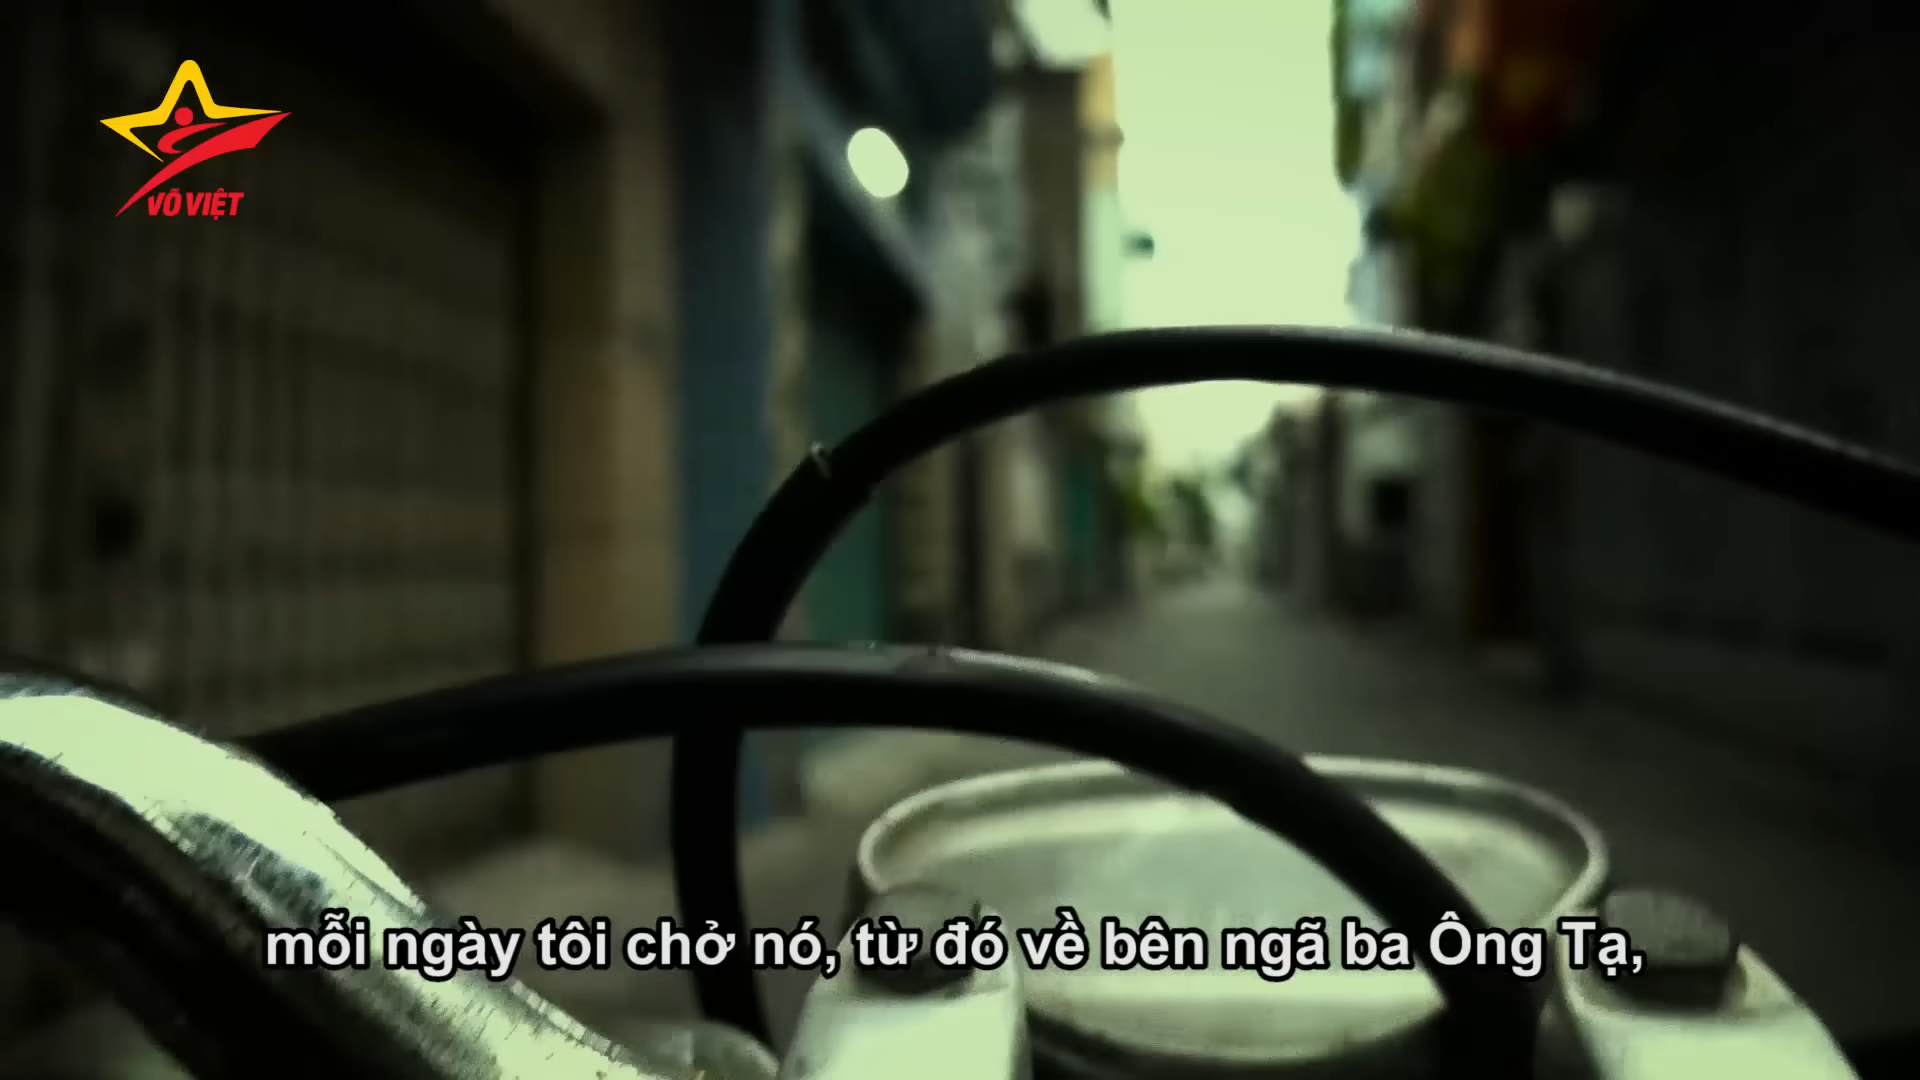 VÕ VIỆT
mỗi ngày tôi chở nó, từ đó về bên ngã ba Ông Tạ,